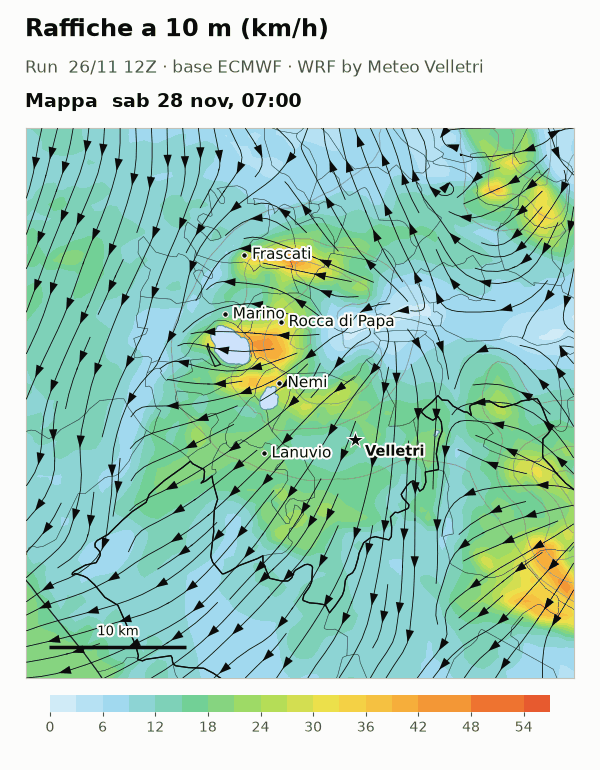 Raffiche a 10 m (km/h)
Run  26/11 12Z · base ECMWF · WRF by Meteo Velletri
Mappa  sab 28 nov, 07:00
Frascati
Marino
Rocca di Papa
Nemi
Velletri
Lanuvio
10 km
0 6 12 18 24 30 36 42 48 54